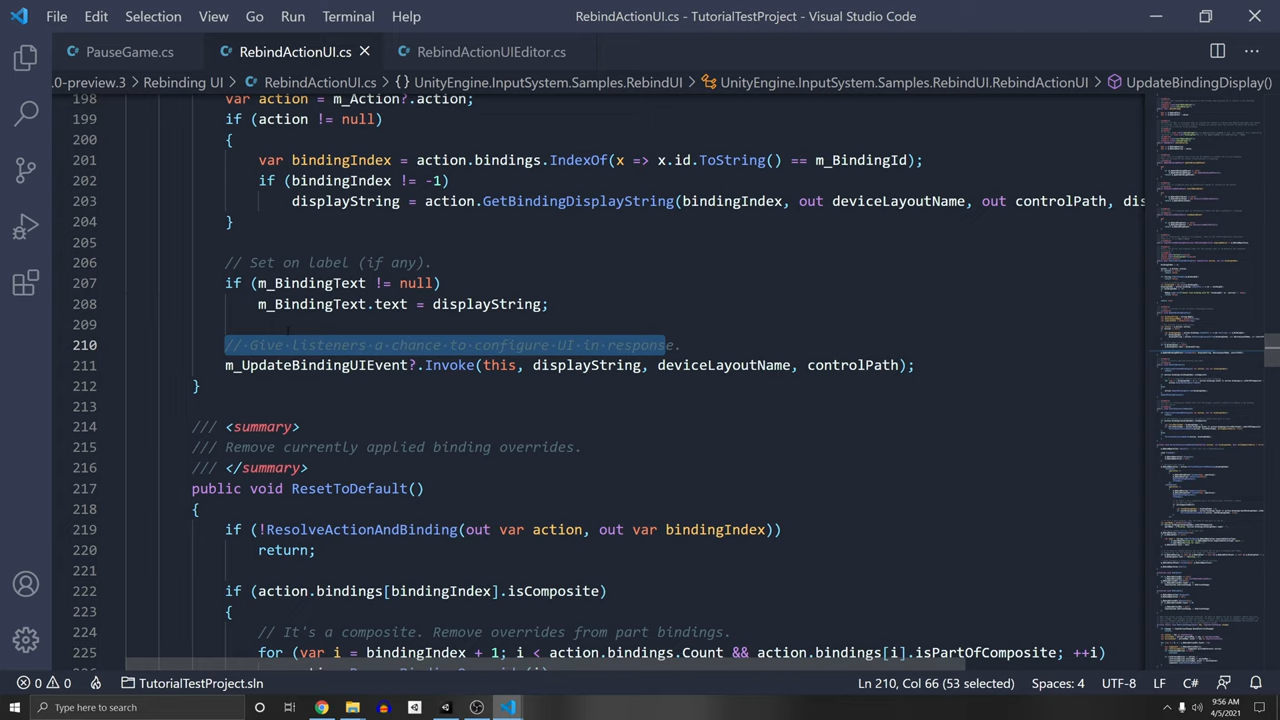 File Edit Selection View Go Run Terminal Help RebindActionUI.cs - TutorialTestProject - Visual Studio Code
PauseGame.cs RebindActionUI.cs RebindActionUIEditor.cs
.0-preview.3 Rebinding UI RebindActionUI.cs UnityEngine.InputSystem.Samples.RebindUI UnityEngine.InputSystem.Samples.RebindUI.RebindActionUI UpdateBindingDisplay()
198 var action = m_Action?.action;
199 if (action != null)
200 {
201 var bindingIndex = action.bindings.IndexOf(x => x.id.ToString() == m_BindingId);
202 if (bindingIndex != -1)
203 displayString = action.GetBindingDisplayString(bindingIndex, out deviceLayoutName, out controlPath, dis
204 }
205
206 // Set on label (if any).
207 if (m_BindingText != null)
208 m_BindingText.text = displayString;
209
210 // Give listeners a chance to configure UI in response.
211 m_UpdateBindingUIEvent?.Invoke(this, displayString, deviceLayoutName, controlPath);
212 }
213
214 /// <summary>
215 /// Remove currently applied binding overrides.
216 /// </summary>
217 public void ResetToDefault()
218 {
219 if (!ResolveActionAndBinding(out var action, out var bindingIndex))
220 return;
221
222 if (action.bindings[bindingIndex].isComposite)
223 {
224 // It's a composite. Remove overrides from part bindings.
225 for (var i = bindingIndex + 1; i < action.bindings.Count && action.bindings[i].isPartOfComposite; ++i)
0 0 TutorialTestProject.sln Ln 210, Col 66 (53 selected) Spaces: 4 UTF-8 LF C#
Type here to search 9:56 AM
4/5/2021